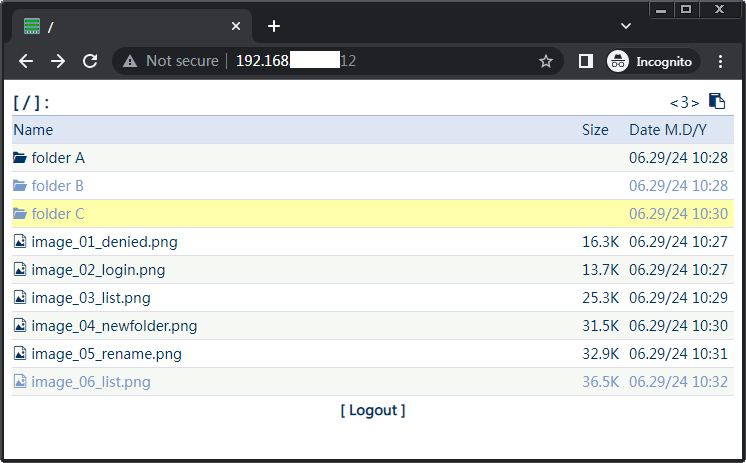 /
Not secure 192.168 12 Incognito
[ / ] : < 3 >
Name Size Date M.D/Y
folder A 06.29/24 10:28
folder B 06.29/24 10:28
folder C 06.29/24 10:30
image_01_denied.png 16.3K 06.29/24 10:27
image_02_login.png 13.7K 06.29/24 10:27
image_03_list.png 25.3K 06.29/24 10:29
image_04_newfolder.png 31.5K 06.29/24 10:30
image_05_rename.png 32.9K 06.29/24 10:31
image_06_list.png 36.5K 06.29/24 10:32
[ Logout ]